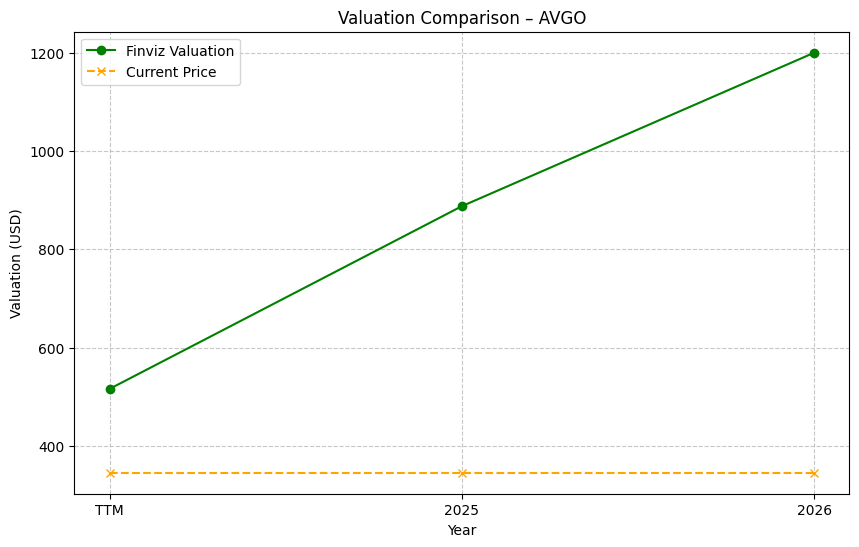 Valuation Comparison – AVGO
Finviz Valuation
Current Price
Valuation (USD)
1200
1000
800
600
400
TTM
2025
2026
Year